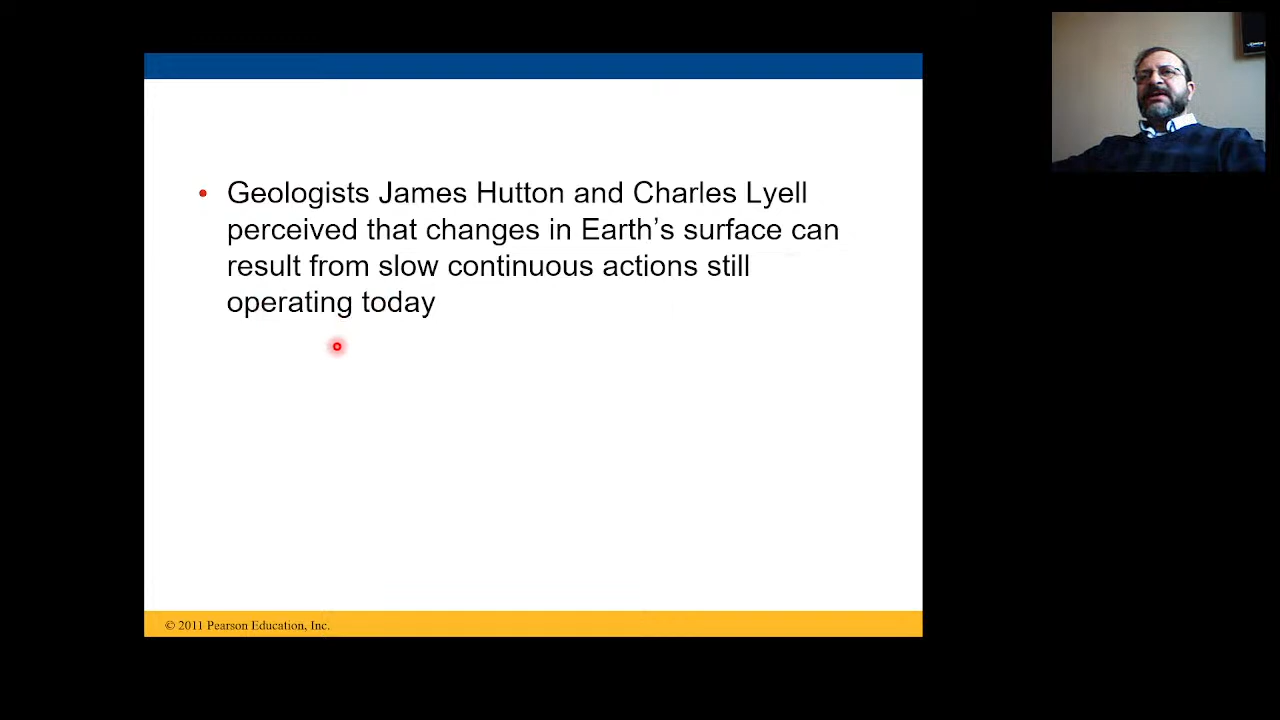 • Geologists James Hutton and Charles Lyell
perceived that changes in Earth’s surface can
result from slow continuous actions still
operating today
© 2011 Pearson Education, Inc.